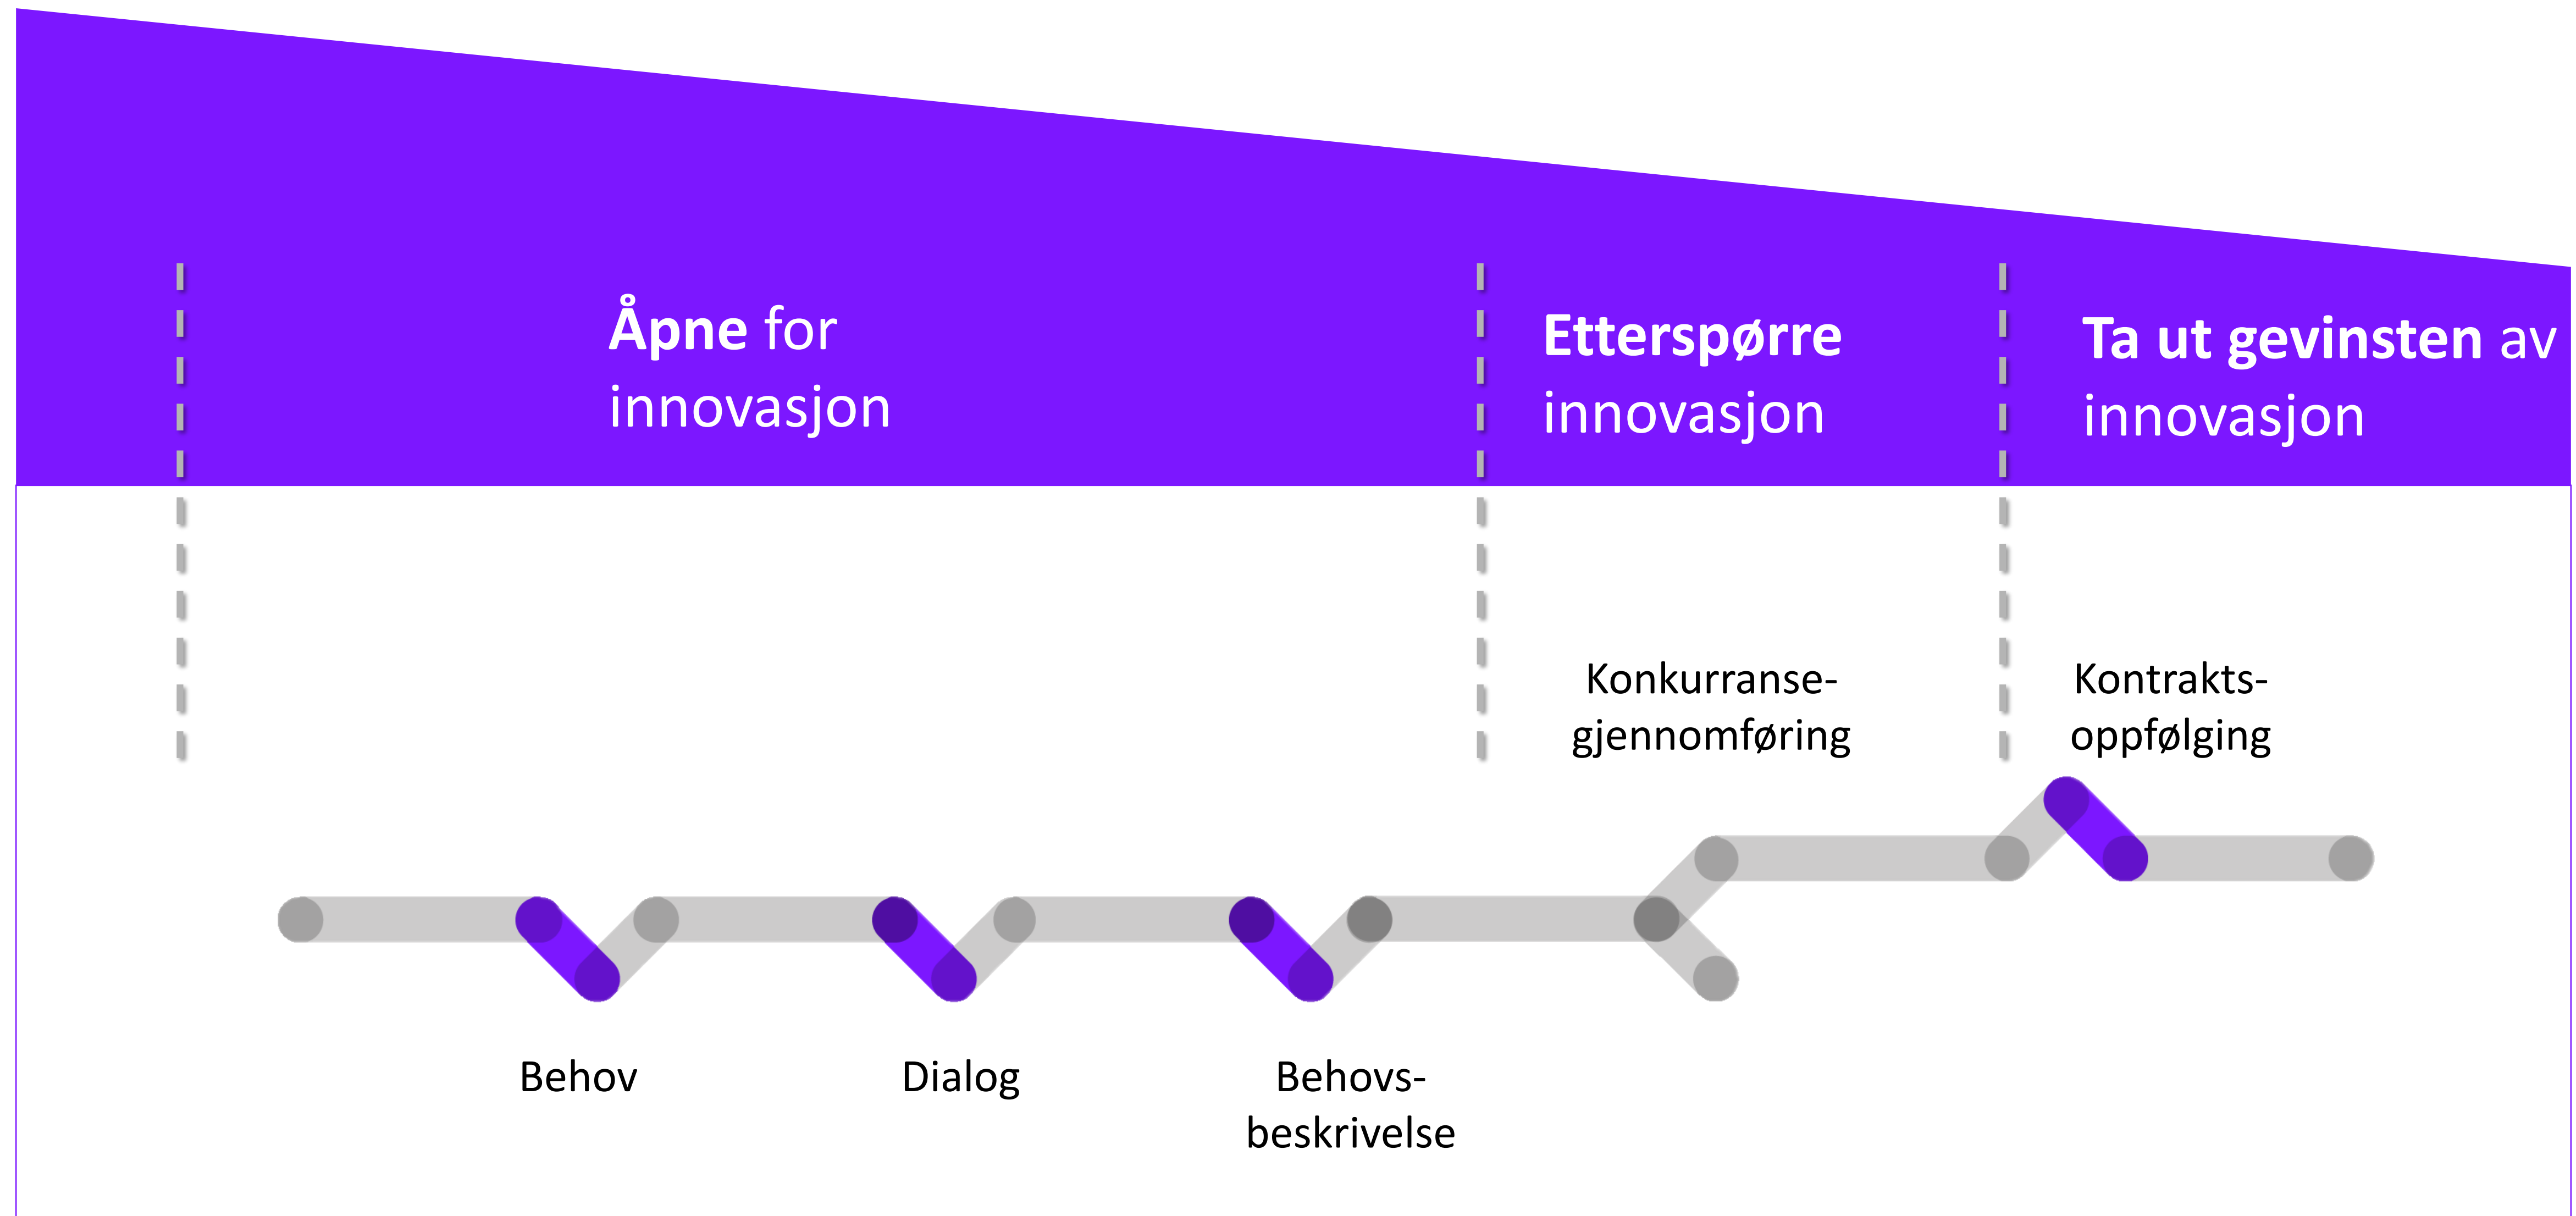 Åpne for
innovasjon
Etterspørre
innovasjon
Ta ut gevinsten av
innovasjon
Konkurranse-
gjennomføring
Kontrakts-
oppfølging
Behov
Dialog
Behovs-
beskrivelse